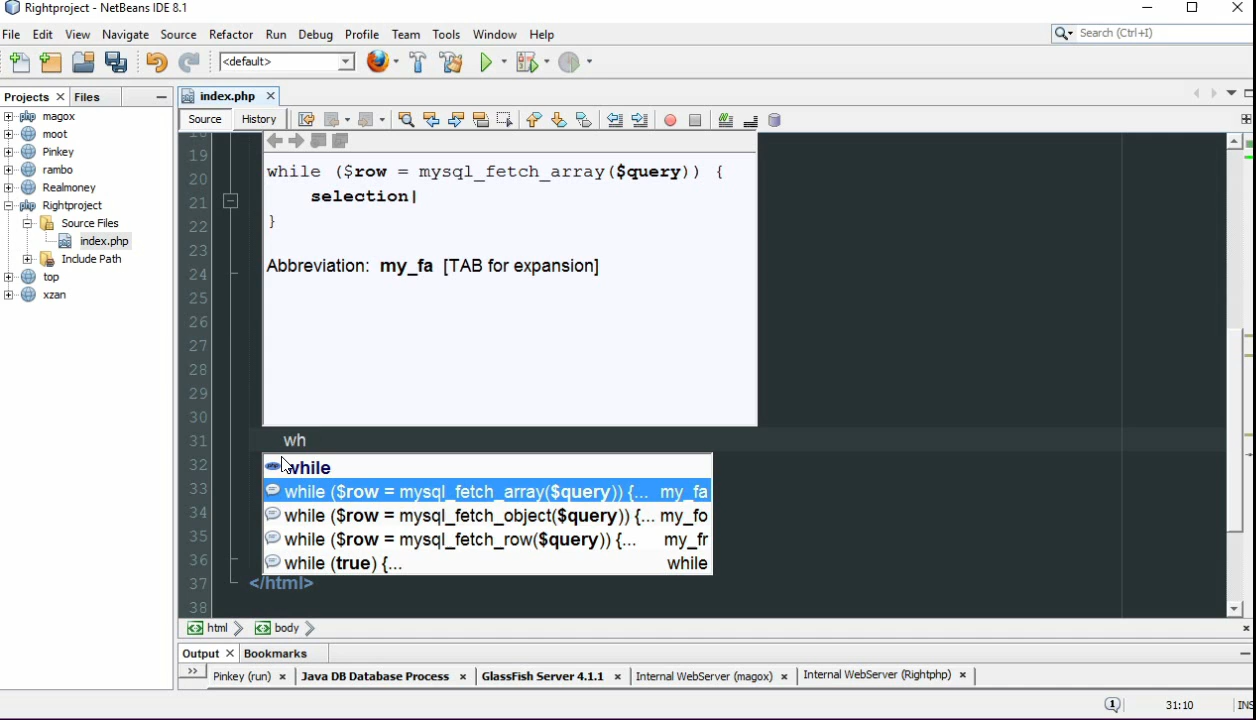 Rightproject - NetBeans IDE 8.1
File Edit View Navigate Source Refactor Run Debug Profile Team Tools Window Help
Search (Ctrl+I)
<default>
Projects × Files
index.php ×
Source History
magox
moot
Pinkey
rambo
Realmoney
Rightproject
Source Files
index.php
Include Path
top
xzan
19
20
21
22
23
24
25
26
27
28
29
30
31
32
33
34
35
36
37
38
while ($row = mysql_fetch_array($query)) {
selection|
}
Abbreviation: my_fa [TAB for expansion]
wh
while
while ($row = mysql_fetch_array($query)) {... my_fa
while ($row = mysql_fetch_object($query)) {... my_fo
while ($row = mysql_fetch_row($query)) {... my_fr
while (true) {... while
</html>
html body
Output × Bookmarks
Pinkey (run) × Java DB Database Process × GlassFish Server 4.1.1 × Internal WebServer (magox) × Internal WebServer (Rightphp) ×
1 31:10 INS